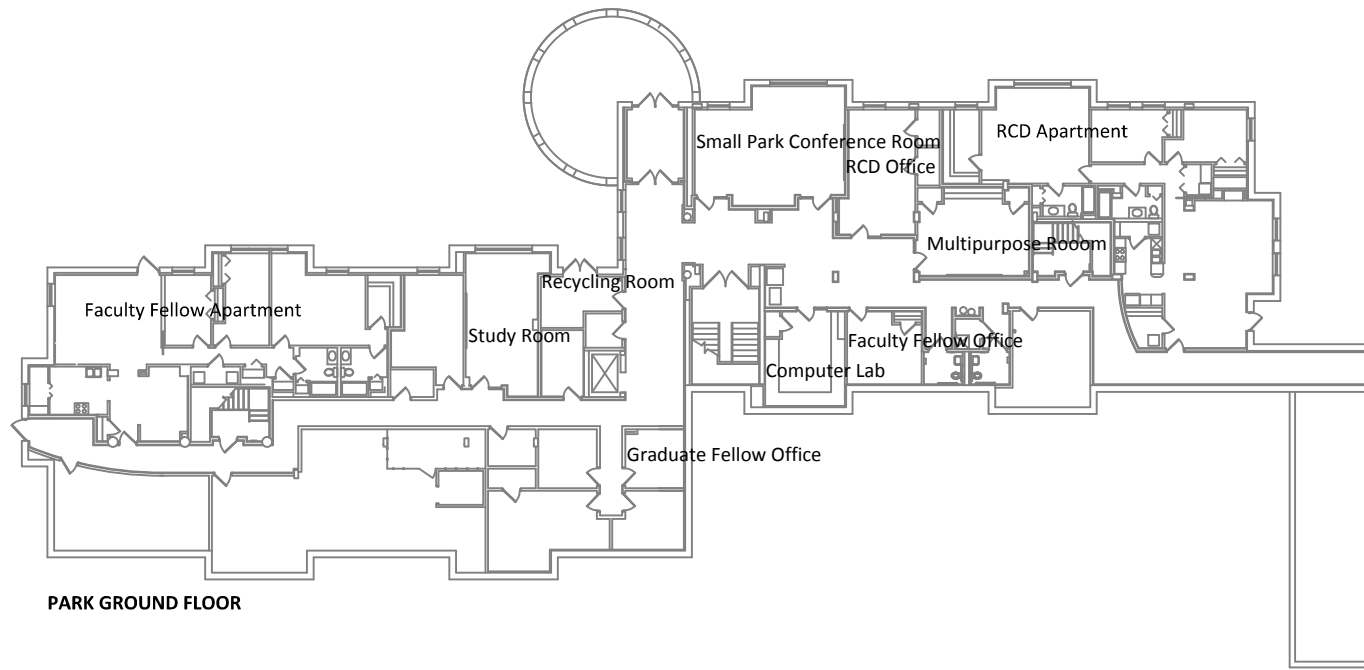 RCD Apartment
Small Park Conference Room
RCD Office
Multipurpose Rooom
Recycling Room
Faculty Fellow Apartment
Study Room
Faculty Fellow Office
Computer Lab
Graduate Fellow Office
PARK GROUND FLOOR